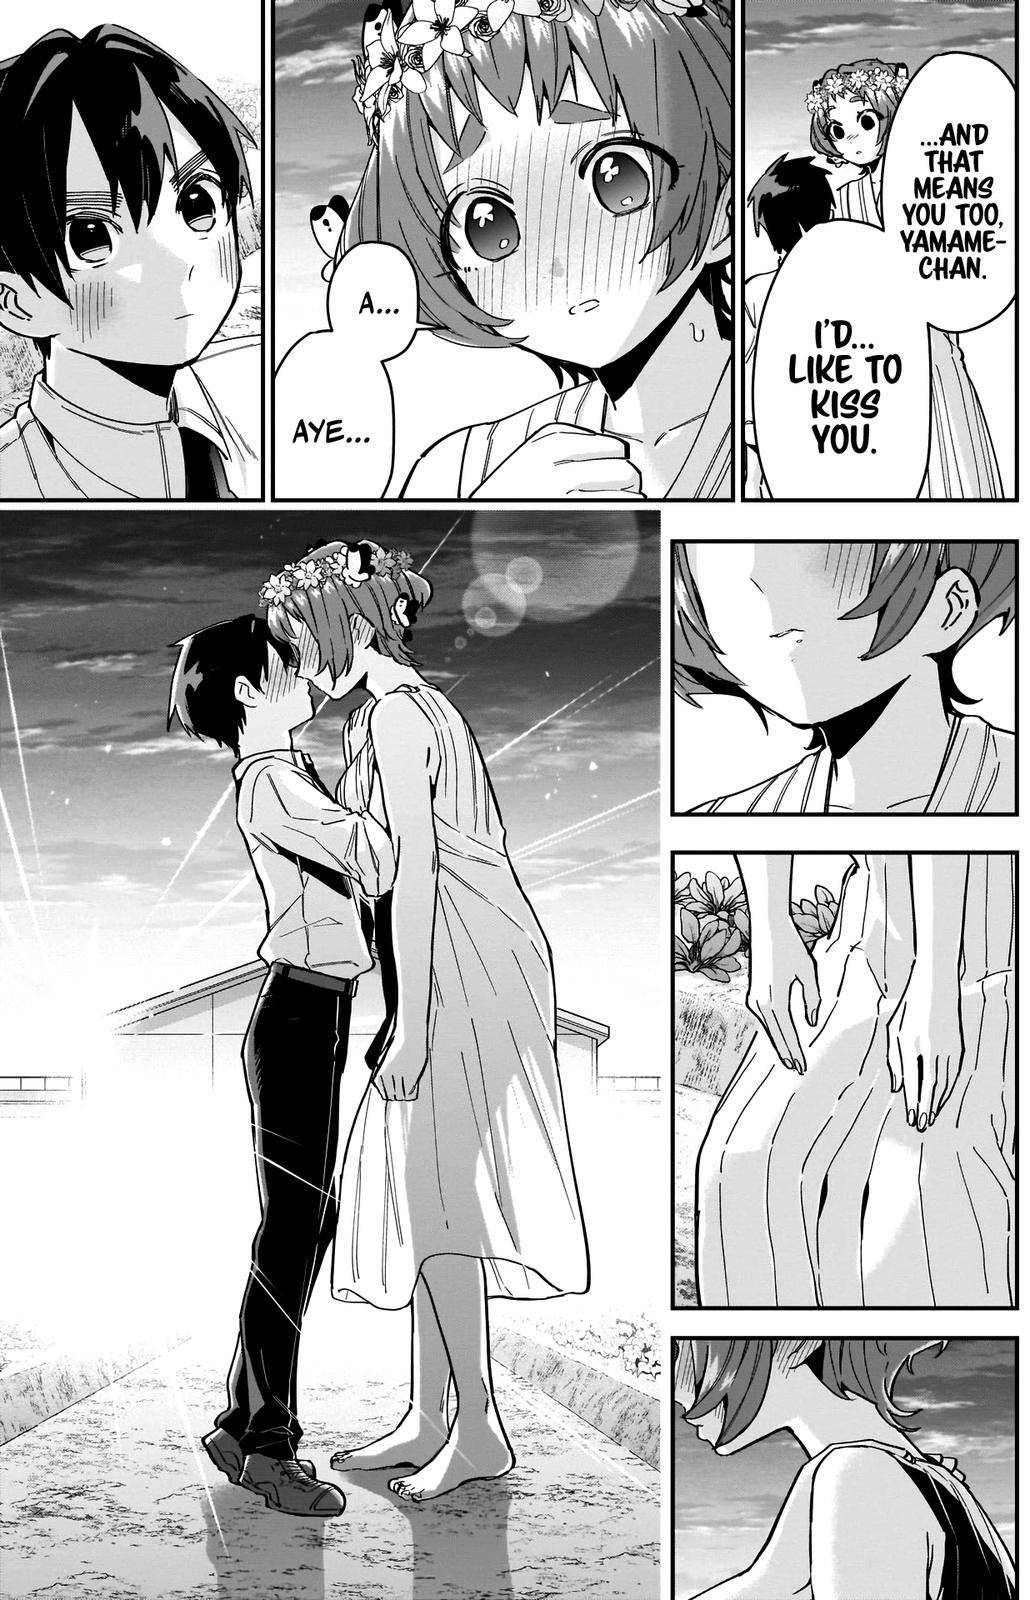 ...AND
THAT
MEANS
YOU TOO,
YAMAME-
CHAN.
I'D...
LIKE TO
KISS
YOU.
A...
AYE...